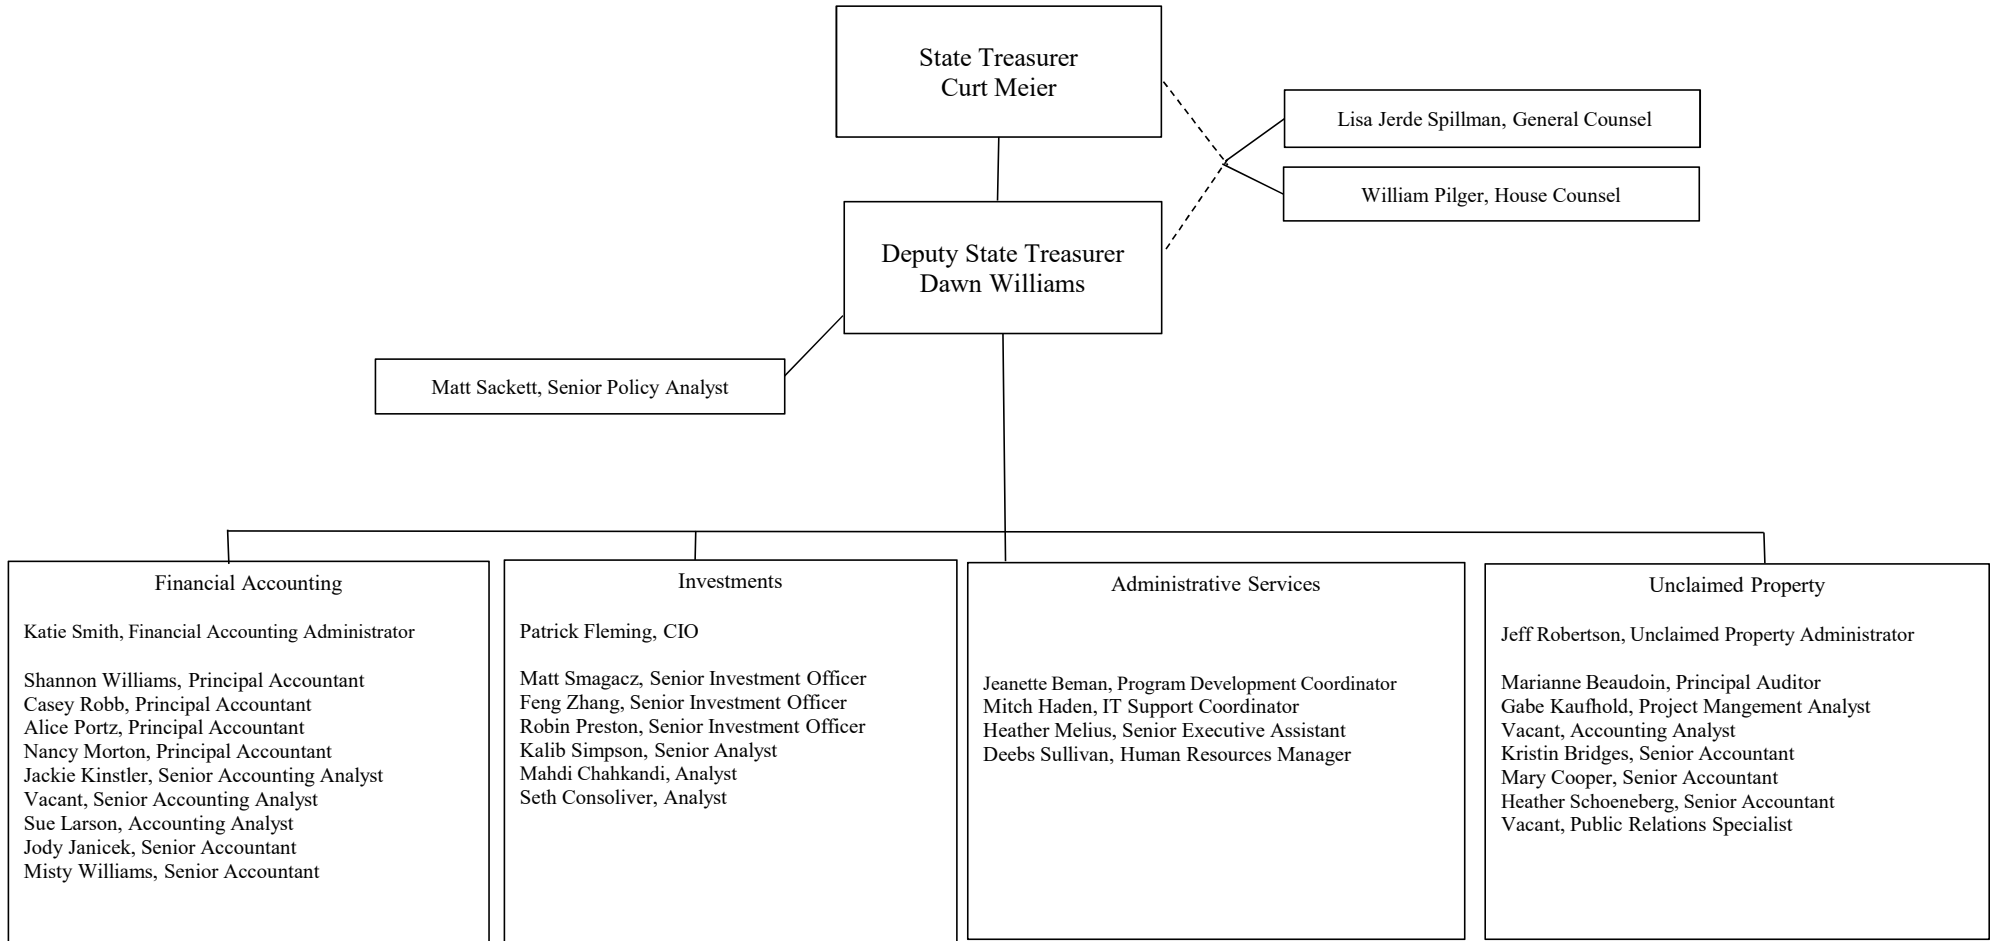 State Treasurer
Curt Meier
Lisa Jerde Spillman, General Counsel
William Pilger, House Counsel
Deputy State Treasurer
Dawn Williams
Matt Sackett, Senior Policy Analyst
Financial Accounting
Katie Smith, Financial Accounting Administrator
Shannon Williams, Principal Accountant
Casey Robb, Principal Accountant
Alice Portz, Principal Accountant
Nancy Morton, Principal Accountant
Jackie Kinstler, Senior Accounting Analyst
Vacant, Senior Accounting Analyst
Sue Larson, Accounting Analyst
Jody Janicek, Senior Accountant
Misty Williams, Senior Accountant
Investments
Patrick Fleming, CIO
Matt Smagacz, Senior Investment Officer
Feng Zhang, Senior Investment Officer
Robin Preston, Senior Investment Officer
Kalib Simpson, Senior Analyst
Mahdi Chahkandi, Analyst
Seth Consoliver, Analyst
Administrative Services
Jeanette Beman, Program Development Coordinator
Mitch Haden, IT Support Coordinator
Heather Melius, Senior Executive Assistant
Deebs Sullivan, Human Resources Manager
Unclaimed Property
Jeff Robertson, Unclaimed Property Administrator
Marianne Beaudoin, Principal Auditor
Gabe Kaufhold, Project Mangement Analyst
Vacant, Accounting Analyst
Kristin Bridges, Senior Accountant
Mary Cooper, Senior Accountant
Heather Schoeneberg, Senior Accountant
Vacant, Public Relations Specialist